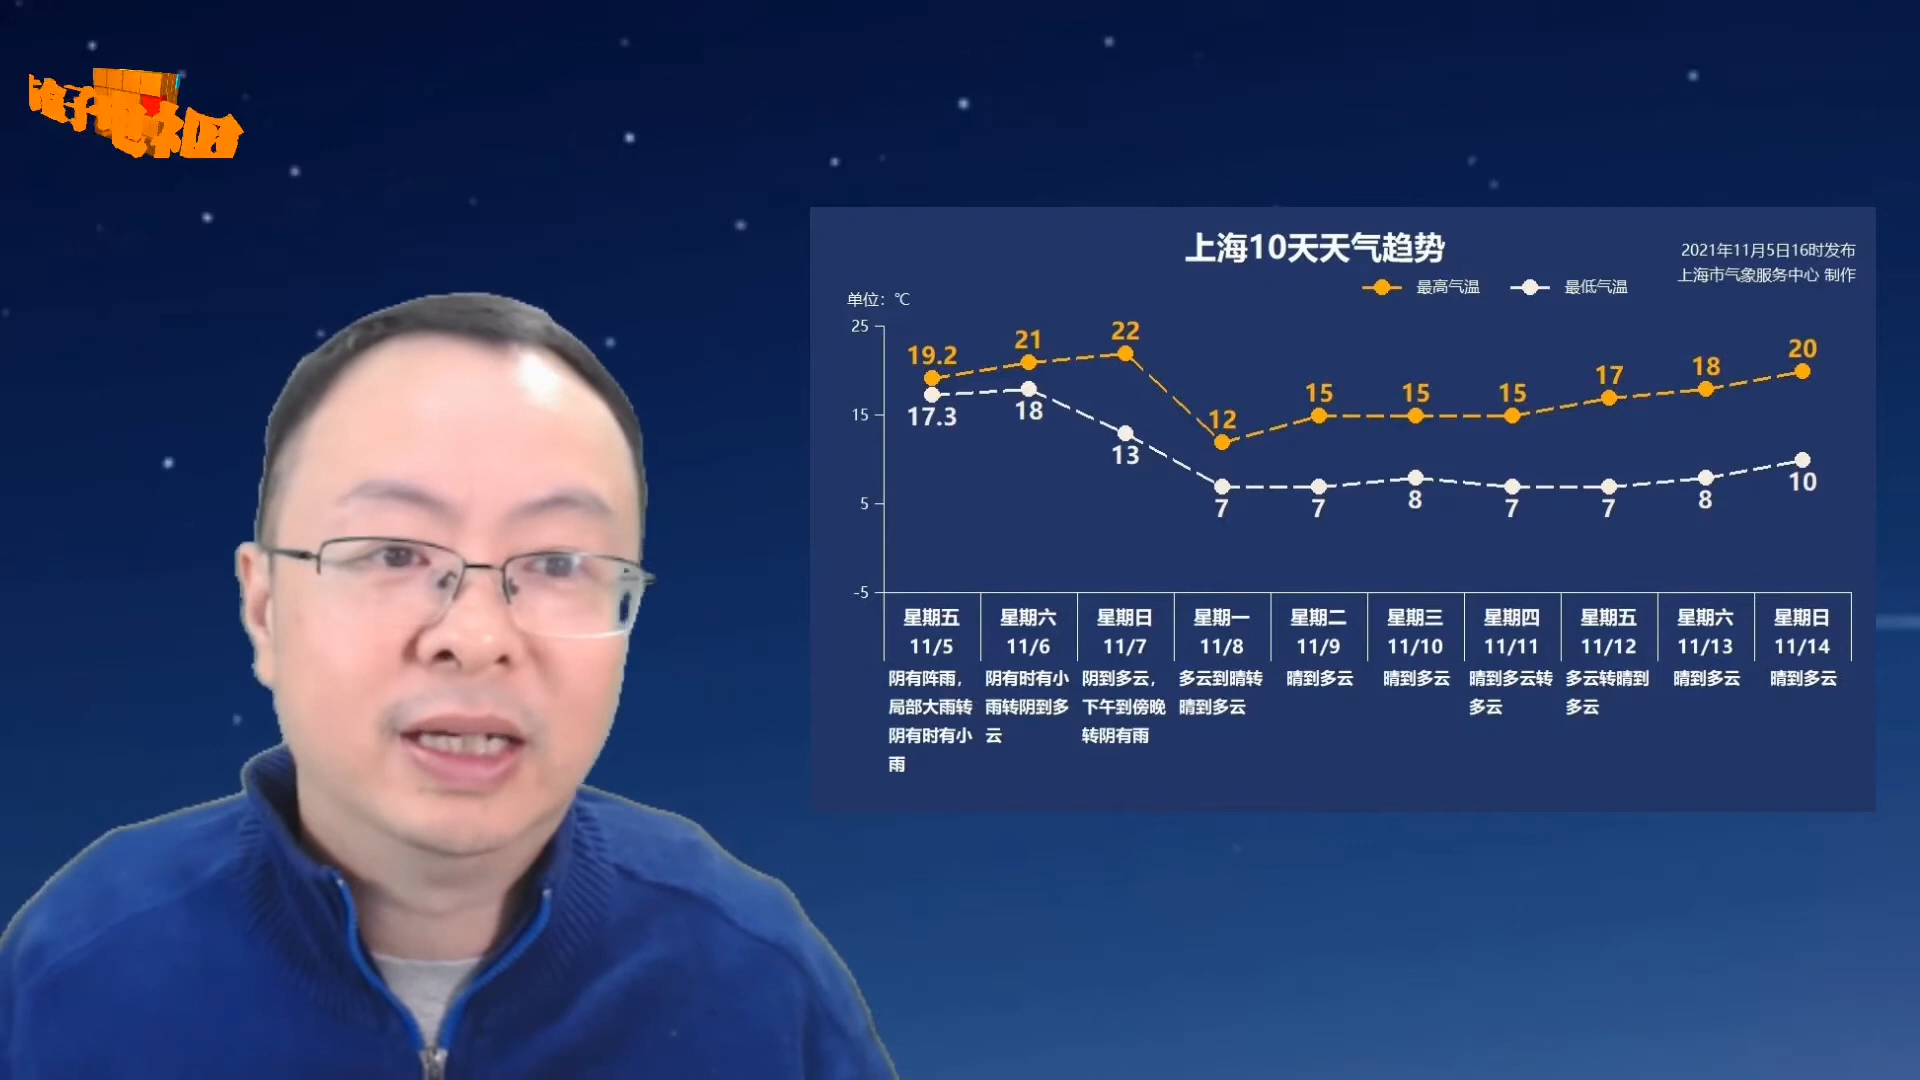 上海10天天气趋势
2021年11月5日16时发布
上海市气象服务中心 制作
最高气温 最低气温
单位：℃
25
15
5
-5
19.2 21 22 12 15 15 15 17 18 20
17.3 18 13 7 7 8 7 7 8 10
星期五 星期六 星期日 星期一 星期二 星期三 星期四 星期五 星期六 星期日
11/5 11/6 11/7 11/8 11/9 11/10 11/11 11/12 11/13 11/14
阴有阵雨， 阴有时有小 阴到多云， 多云到晴转 晴到多云 晴到多云 晴到多云转 多云转晴到 晴到多云 晴到多云
局部大雨转 雨转阴到多 下午到傍晚 晴到多云 多云 多云
阴有时有小 云 转阴有雨
雨